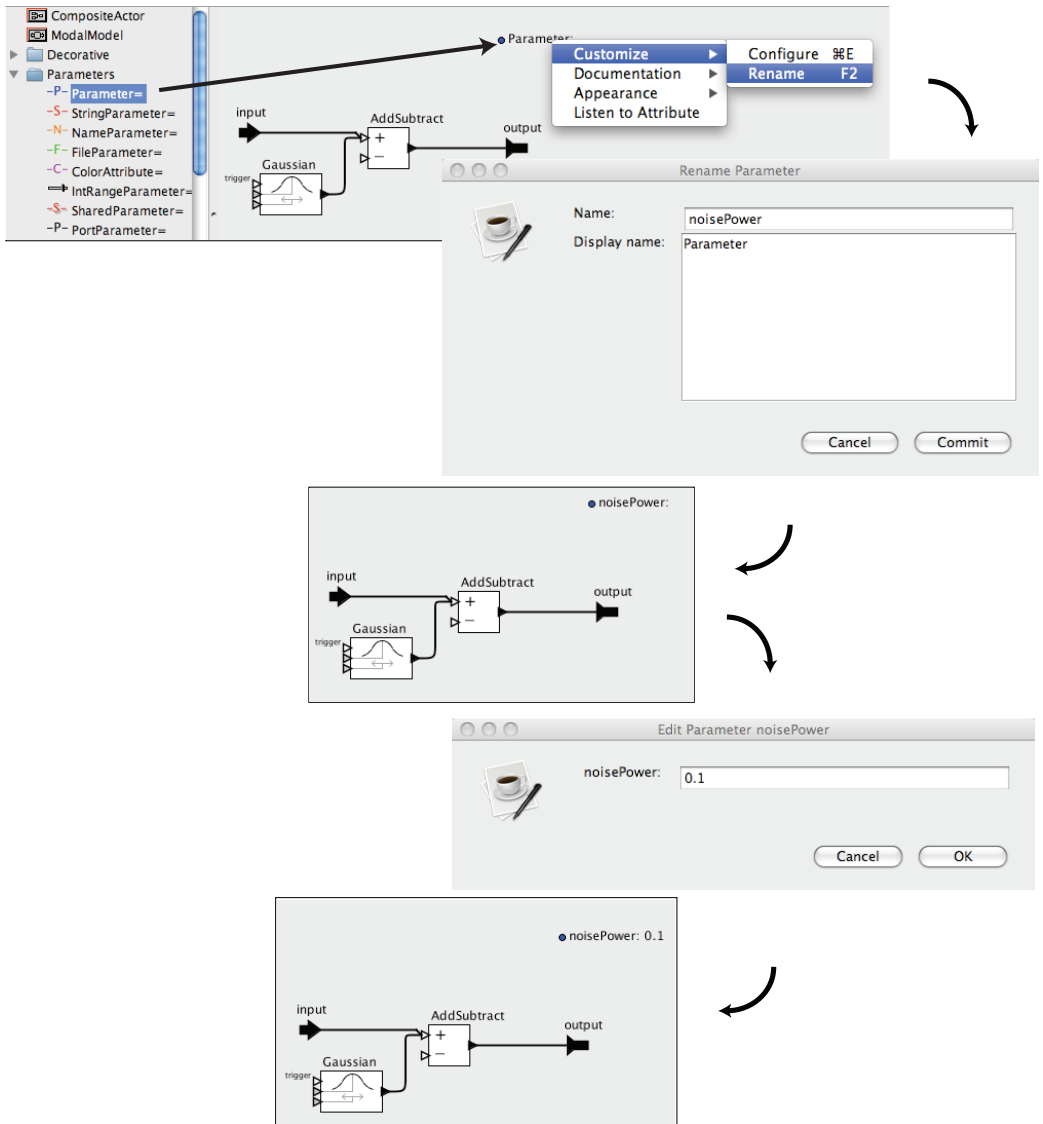 CompositeActor
ModalModel
Decorative
Parameters
-P- Parameter=
-S- StringParameter=
-N- NameParameter=
-F- FileParameter=
-C- ColorAttribute=
IntRangeParameter=
-S- SharedParameter=
-P- PortParameter=
Parameter:
Customize
Documentation
Appearance
Listen to Attribute
Configure ⌘E
Rename F2
input
AddSubtract
+
−
output
Gaussian
trigger
Rename Parameter
Name:
noisePower
Display name:
Parameter
Cancel
Commit
noisePower:
input
AddSubtract
+
−
output
Gaussian
trigger
Edit Parameter noisePower
noisePower:
0.1
Cancel
OK
noisePower: 0.1
input
AddSubtract
+
−
output
Gaussian
trigger